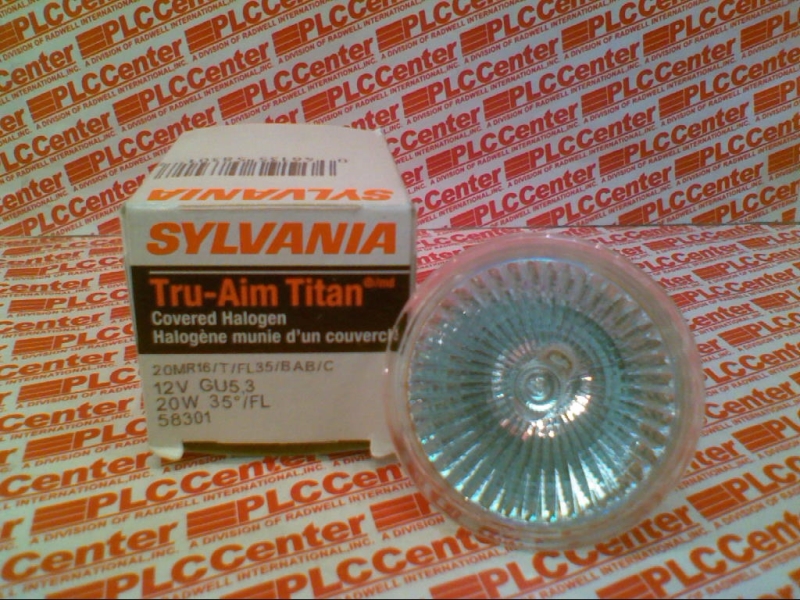 SYLVANIA
SYLVANIA
Tru-Aim Titan
Covered Halogen
Halogène munie d'un couvercl
20MR16/T/FL35/BAB/C
12V GU5,3
20W 35°/FL
58301
PLCCenter
A DIVISION OF RADWELL INTERNATIONAL, INC.